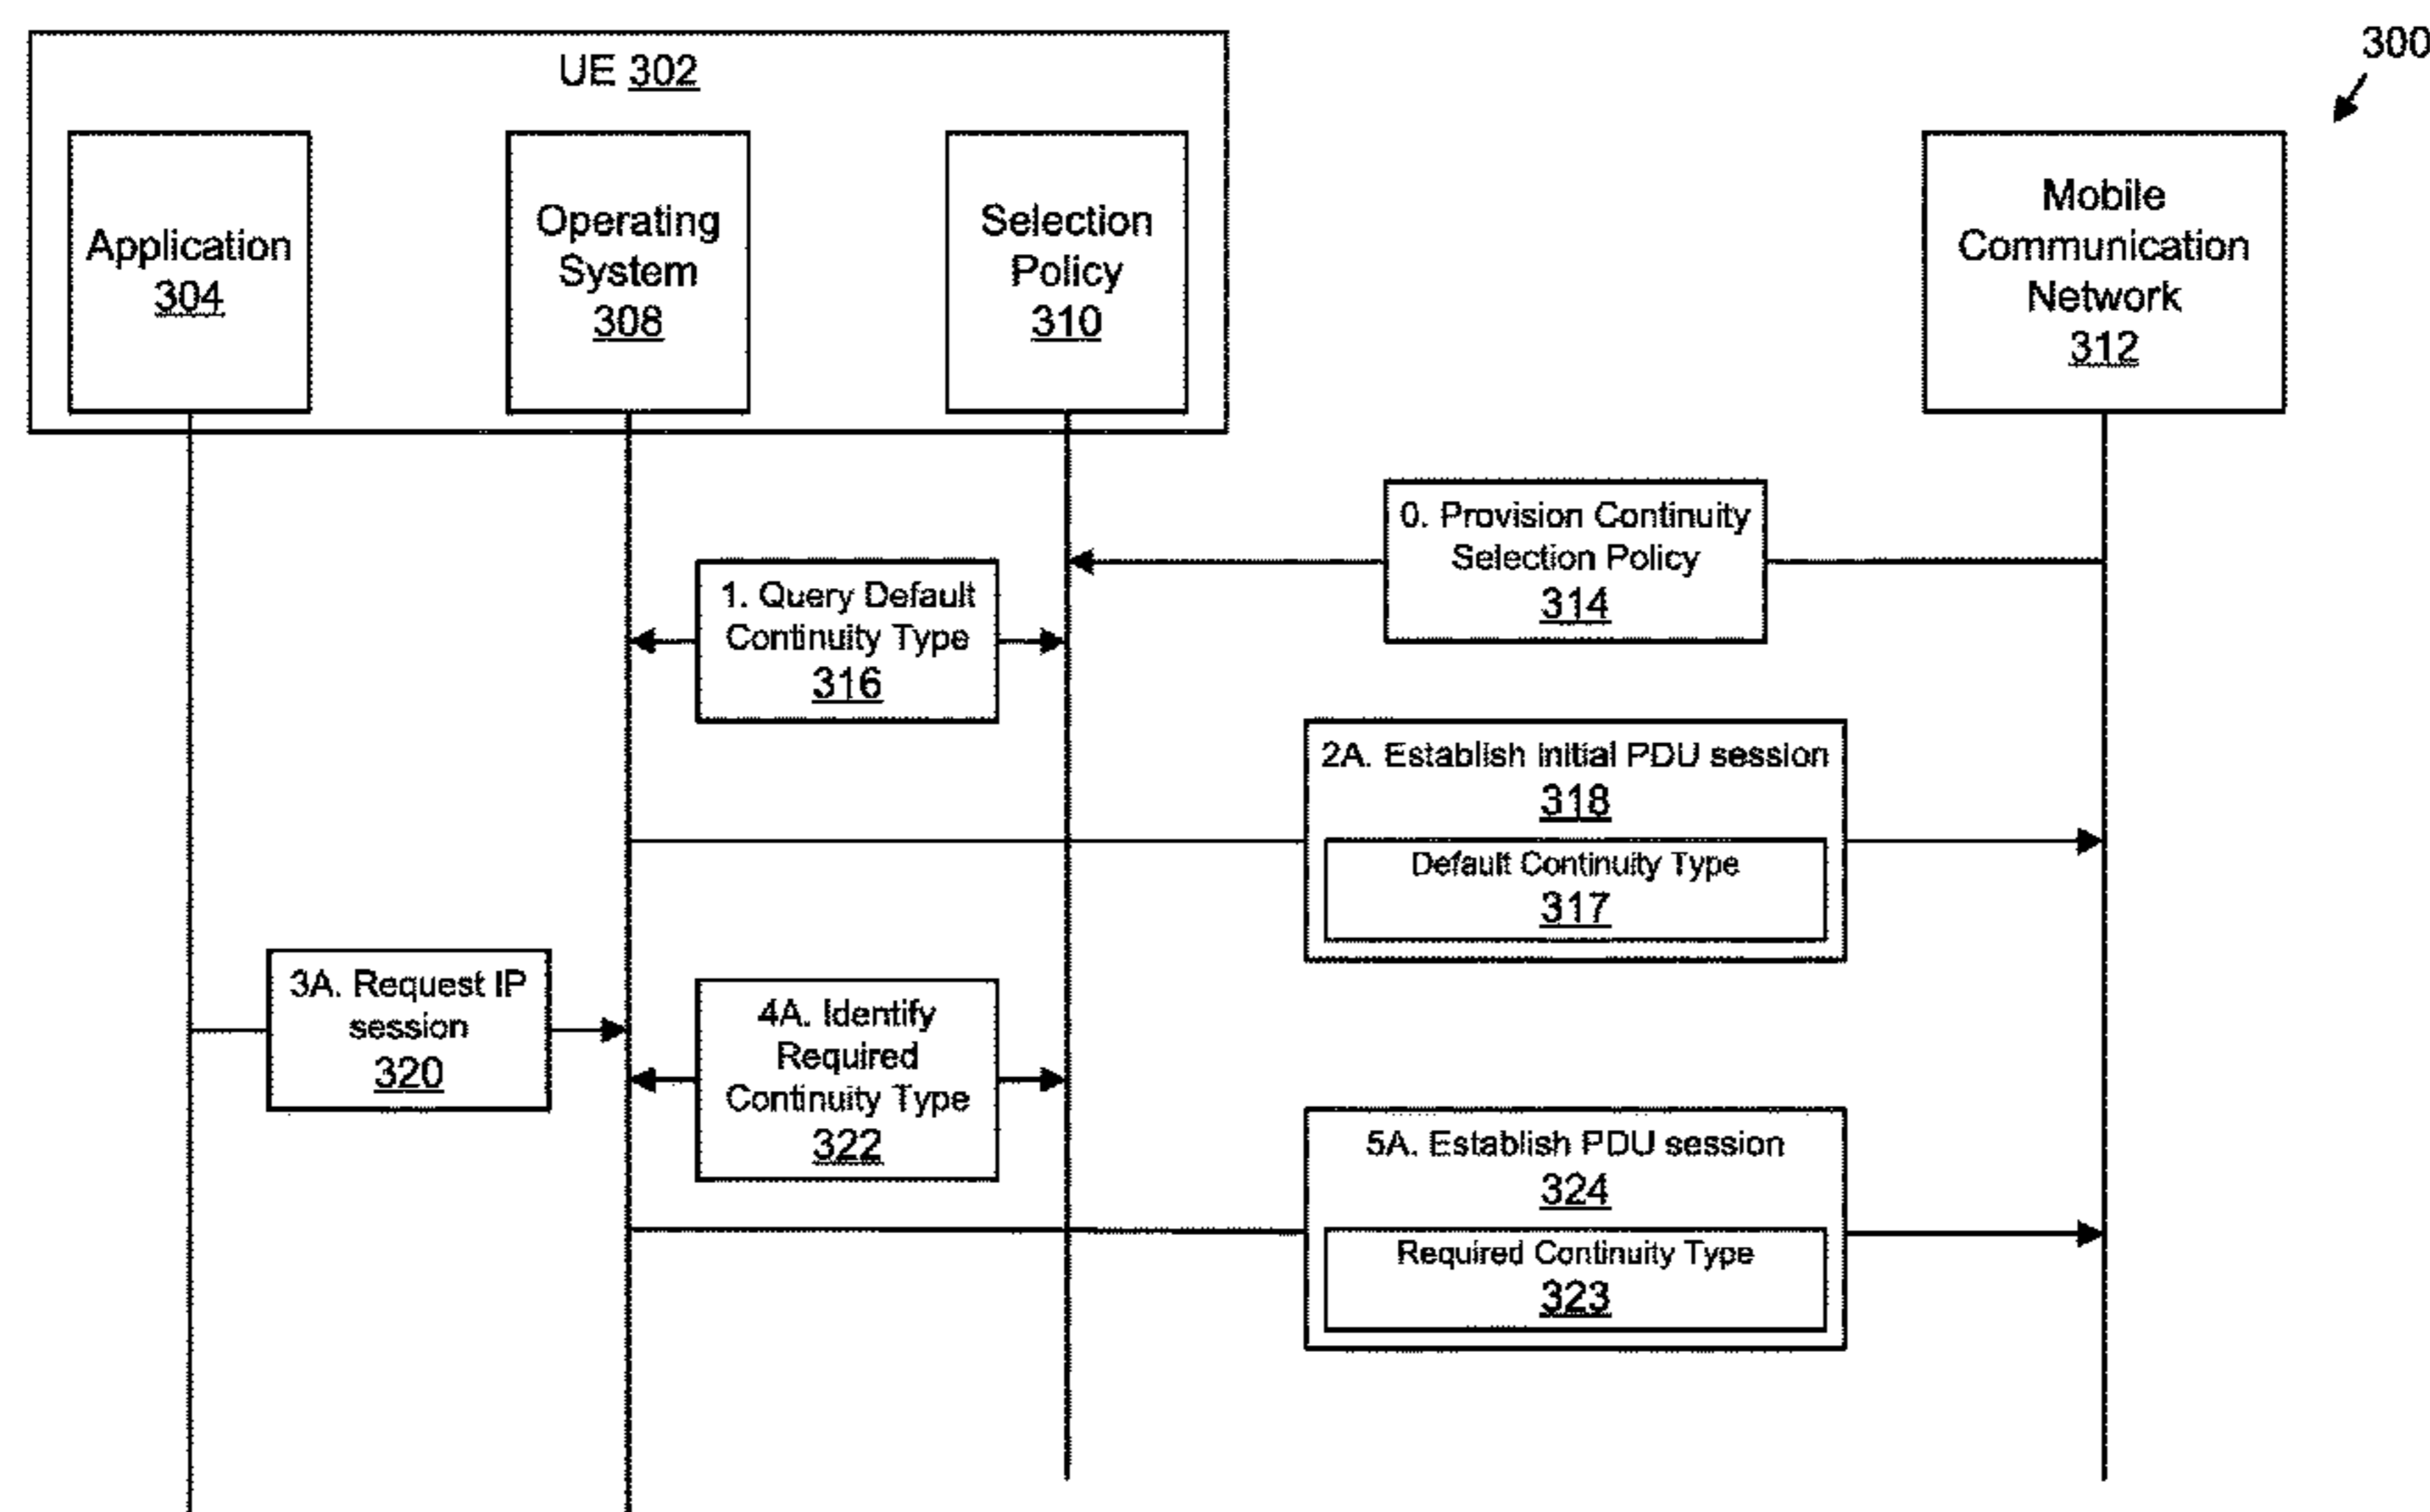 300
UE 302
Application
304
Operating
System
308
Selection
Policy
310
Mobile
Communication
Network
312
0. Provision Continuity
Selection Policy
314
1. Query Default
Continuity Type
316
2A. Establish initial PDU session
318
Default Continuity Type
317
3A. Request IP
session
320
4A. Identify
Required
Continuity Type
322
5A. Establish PDU session
324
Required Continuity Type
323